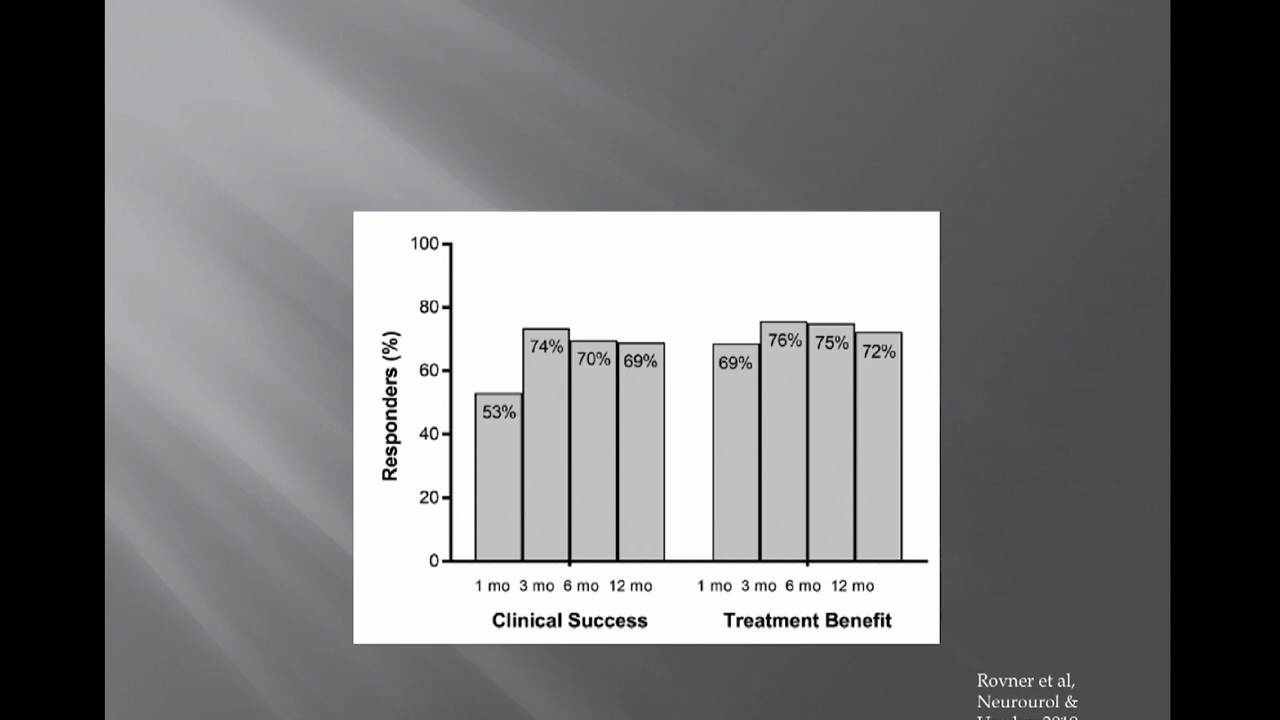 100
80
60
40
20
0
Responders (%)
53%
74%
70%
69%
69%
76%
75%
72%
1 mo 3 mo 6 mo 12 mo
1 mo 3 mo 6 mo 12 mo
Clinical Success
Treatment Benefit
Rovner et al,
Neurourol &